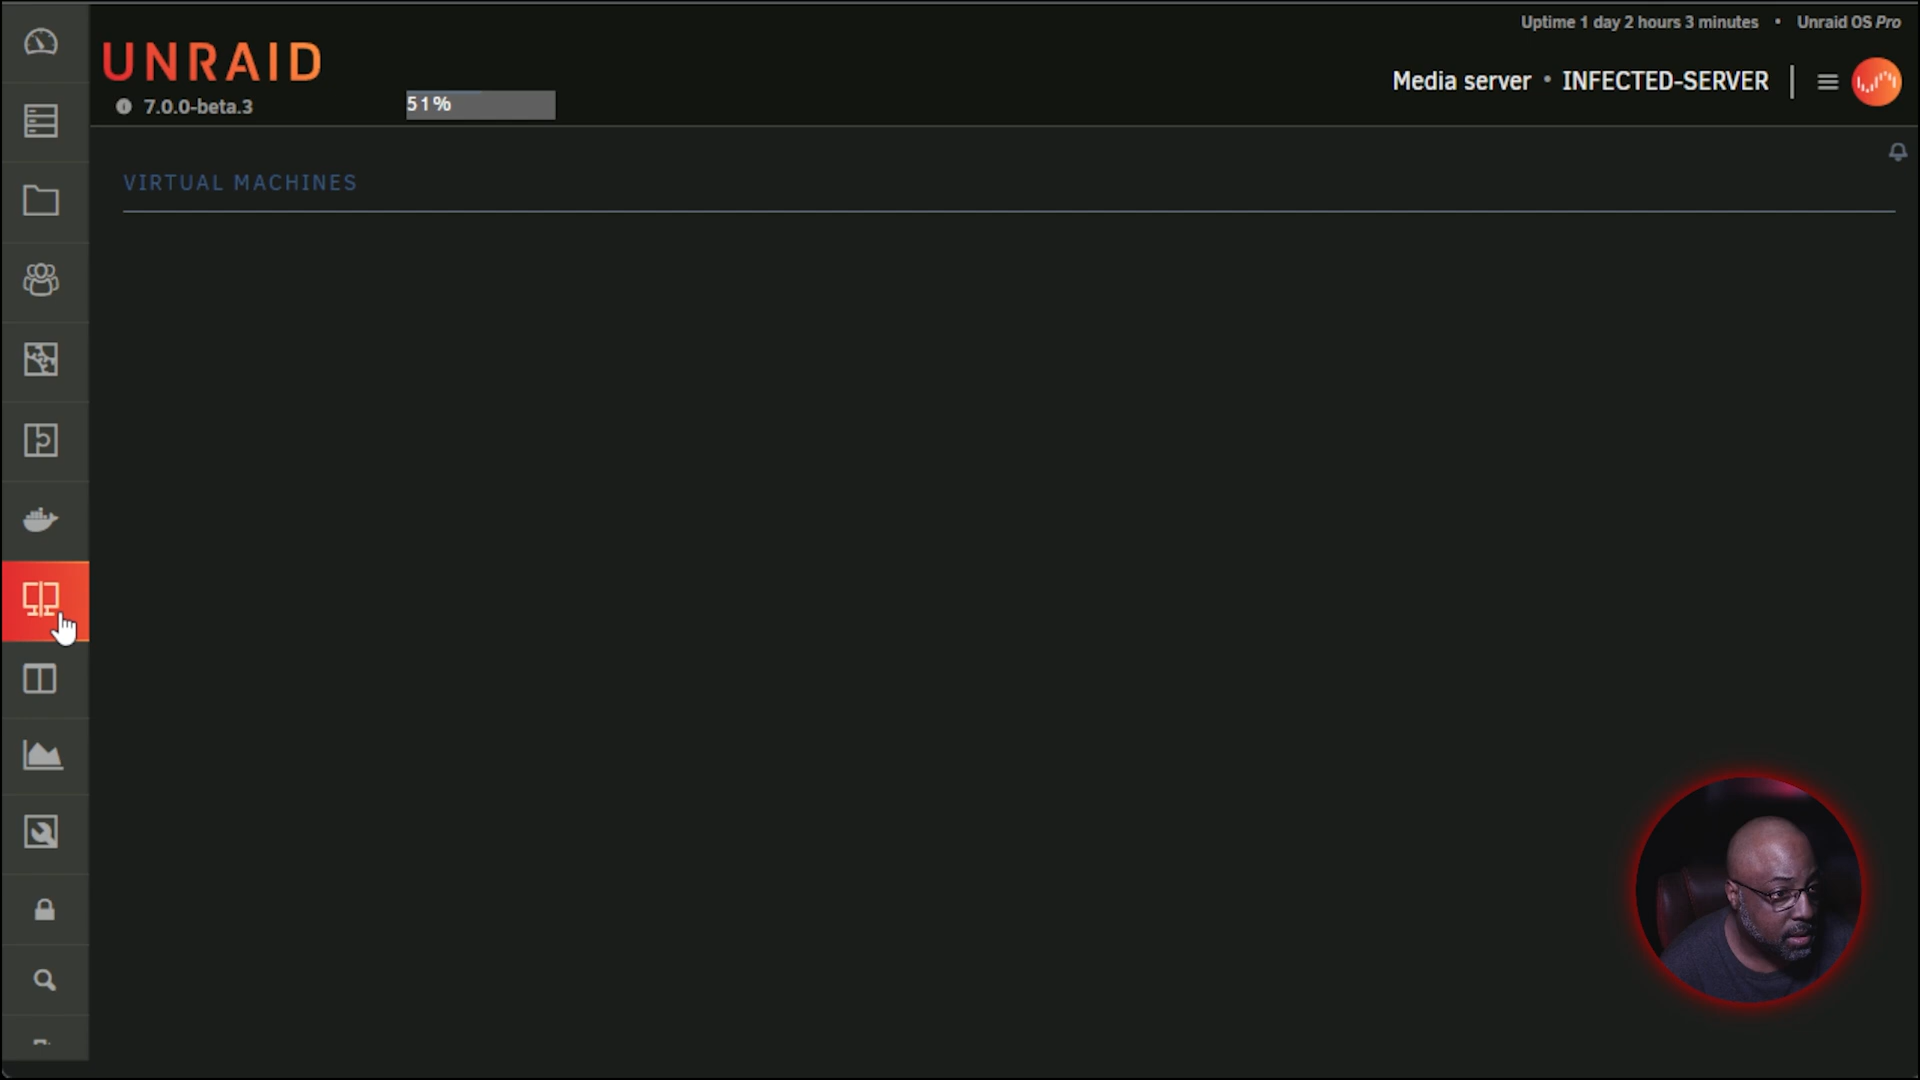 Uptime 1 day 2 hours 3 minutes • Unraid OS Pro
UNRAID
Media server • INFECTED-SERVER
7.0.0-beta.3
51%
VIRTUAL MACHINES